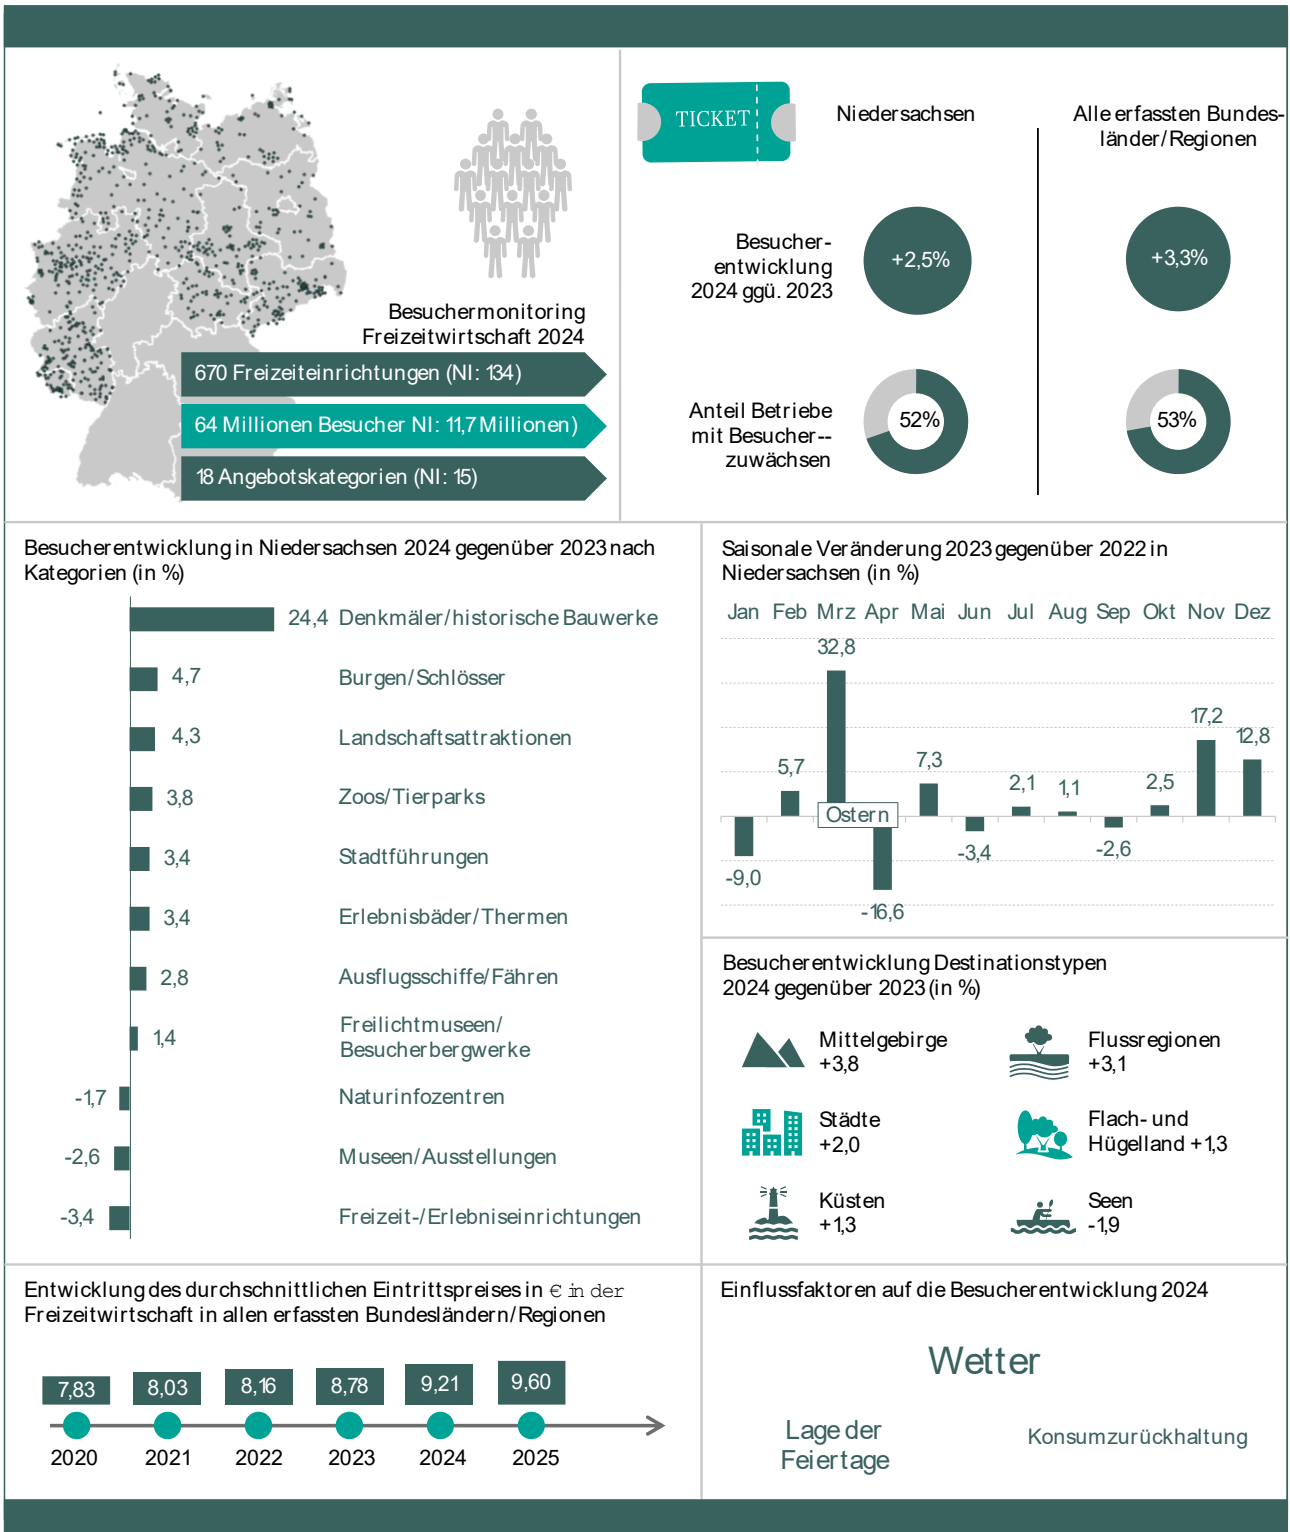 TICKET
Niedersachsen
Alle erfassten Bundes-
länder/Regionen
Besucher-
entwicklung
2024 ggü. 2023
+2,5%
+3,3%
Besuchermonitoring
Freizeitwirtschaft 2024
670 Freizeiteinrichtungen (NI: 134)
64 Millionen Besucher NI: 11,7 Millionen)
18 Angebotskategorien (NI: 15)
Anteil Betriebe
mit Besucher--
zuwächsen
52%
53%
Besucherentwicklung in Niedersachsen 2024 gegenüber 2023 nach
Kategorien (in %)
24,4 Denkmäler/historische Bauwerke
4,7 Burgen/Schlösser
4,3 Landschaftsattraktionen
3,8 Zoos/Tierparks
3,4 Stadtführungen
3,4 Erlebnisbäder/Thermen
2,8 Ausflugsschiffe/Fähren
1,4 Freilichtmuseen/
Besucherbergwerke
-1,7 Naturinfozentren
-2,6 Museen/Ausstellungen
-3,4 Freizeit-/Erlebniseinrichtungen
Saisonale Veränderung 2023 gegenüber 2022 in
Niedersachsen (in %)
Jan Feb Mrz Apr Mai Jun Jul Aug Sep Okt Nov Dez
32,8
17,2
12,8
5,7
7,3
2,1
1,1
2,5
Ostern
-9,0
-3,4
-2,6
-16,6
Besucherentwicklung Destinationstypen
2024 gegenüber 2023 (in %)
Mittelgebirge
+3,8
Flussregionen
+3,1
Städte
+2,0
Flach- und
Hügelland +1,3
Küsten
+1,3
Seen
-1,9
Entwicklung des durchschnittlichen Eintrittspreises in € in der
Freizeitwirtschaft in allen erfassten Bundesländern/Regionen
7,83 8,03 8,16 8,78 9,21 9,60
2020 2021 2022 2023 2024 2025
Einflussfaktoren auf die Besucherentwicklung 2024
Wetter
Lage der
Feiertage
Konsumzurückhaltung